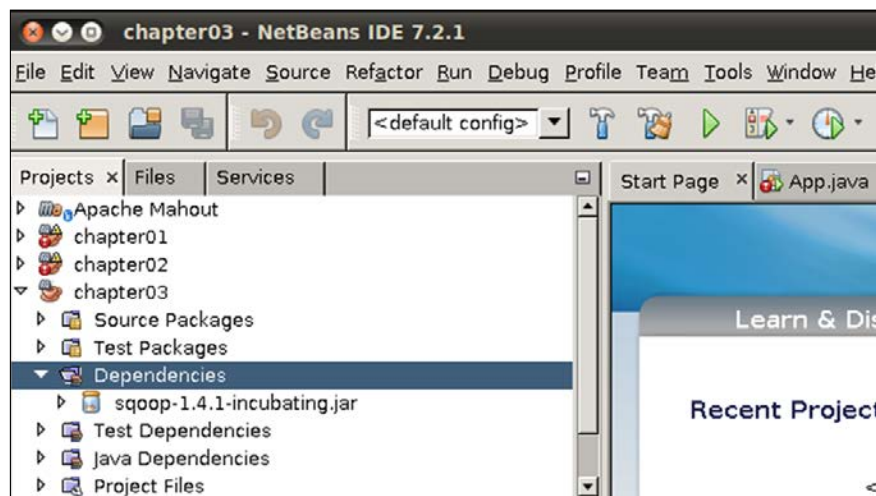 chapter03 - NetBeans IDE 7.2.1
File Edit View Navigate Source Refactor Run Debug Profile Team Tools Window He
<default config>
Projects x Files Services
Start Page x App.java
Apache Mahout
chapter01
chapter02
chapter03
Source Packages
Test Packages
Dependencies
sqoop-1.4.1-incubating.jar
Test Dependencies
Java Dependencies
Project Files
Learn & Dis
Recent Project
<